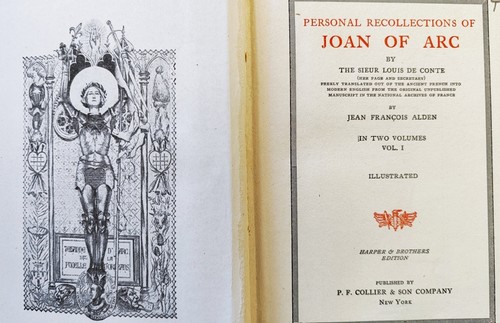 PERSONAL RECOLLECTIONS OF
JOAN OF ARC
BY
THE SIEUR LOUIS DE CONTE
(HER PAGE AND SECRETARY)
FREELY TRANSLATED OUT OF THE ANCIENT FRENCH INTO
MODERN ENGLISH FROM THE ORIGINAL UNPUBLISHED
MANUSCRIPT IN THE NATIONAL ARCHIVES OF FRANCE
BY
JEAN FRANÇOIS ALDEN
IN TWO VOLUMES
VOL. I
ILLUSTRATED
HARPER & BROTHERS
EDITION
PUBLISHED BY
P. F. COLLIER & SON COMPANY
NEW YORK